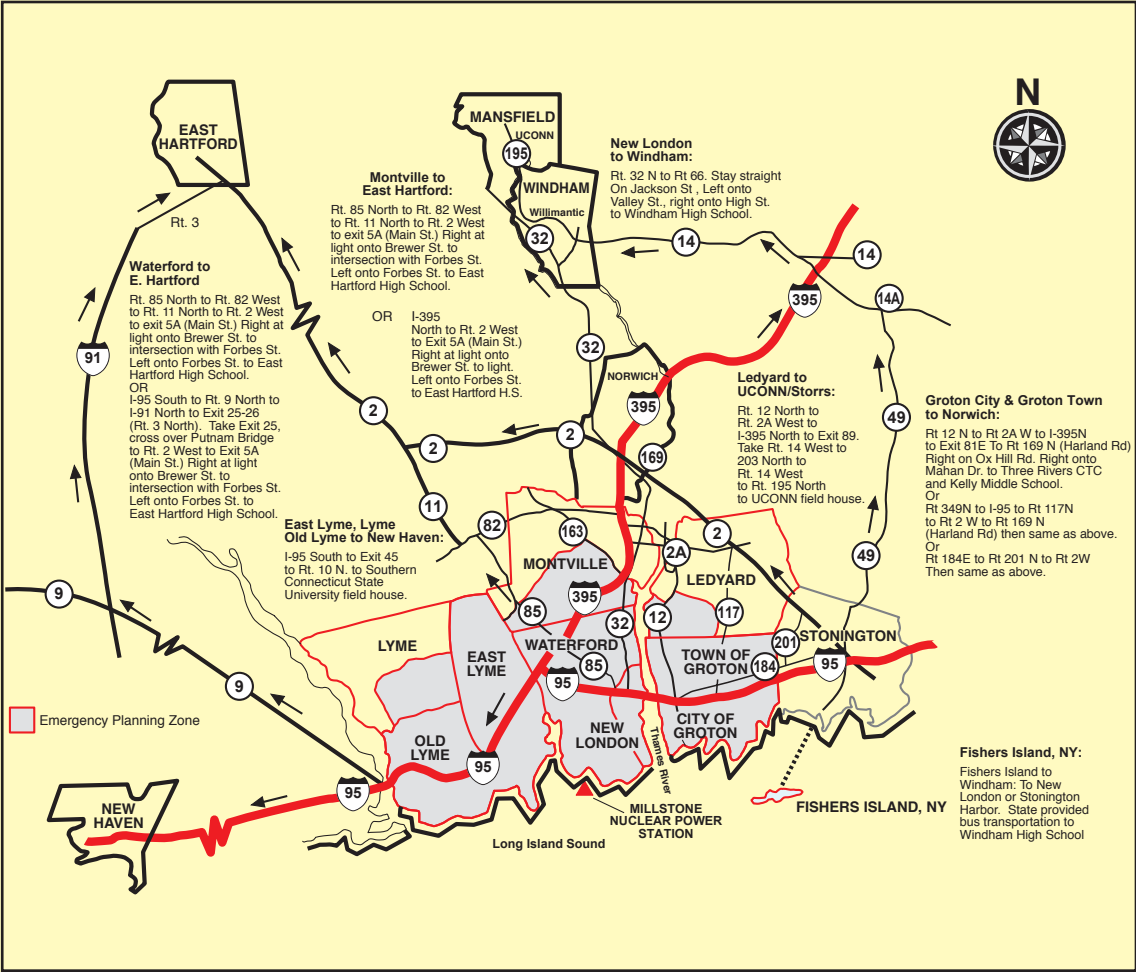 N
EAST
HARTFORD
Rt. 3
MANSFIELD
UCONN
195
WINDHAM
Willimantic
32
14
14
14A
395
New London
to Windham:
Rt. 32 N to Rt 66. Stay straight
On Jackson St , Left onto
Valley St., right onto High St.
to Windham High School.
Montville to
East Hartford:
Rt. 85 North to Rt. 82 West
to Rt. 11 North to Rt. 2 West
to exit 5A (Main St.) Right at
light onto Brewer St. to
intersection with Forbes St.
Left onto Forbes St. to East
Hartford High School.
OR
I-395
North to Rt. 2 West
to Exit 5A (Main St.)
Right at light onto
Brewer St. to light.
Left onto Forbes St.
to East Hartford H.S.
Waterford to
E. Hartford
Rt. 85 North to Rt. 82 West
to Rt. 11 North to Rt. 2 West
to exit 5A (Main St.) Right at
light onto Brewer St. to
intersection with Forbes St.
Left onto Forbes St. to East
Hartford High School.
OR
I-95 South to Rt. 9 North to
I-91 North to Exit 25-26
(Rt. 3 North). Take Exit 25,
cross over Putnam Bridge
to Rt. 2 West to Exit 5A
(Main St.) Right at light
onto Brewer St. to
intersection with Forbes St.
Left onto Forbes St. to
East Hartford High School.
91
32
NORWICH
395
169
2
2
2
11
Ledyard to
UCONN/Storrs:
Rt. 12 North to
Rt. 2A West to
I-395 North to Exit 89.
Take Rt. 14 West to
203 North to
Rt. 14 West
to Rt. 195 North
to UCONN field house.
49
Groton City & Groton Town
to Norwich:
Rt 12 N to Rt 2A W to I-395N
to Exit 81E To Rt 169 N (Harland Rd)
Right on Ox Hill Rd. Right onto
Mahan Dr. to Three Rivers CTC
and Kelly Middle School.
Or
Rt 349N to I-95 to Rt 117N
to Rt 2 W to Rt 169 N
(Harland Rd) then same as above.
Or
Rt 184E to Rt 201 N to Rt 2W
Then same as above.
East Lyme, Lyme
Old Lyme to New Haven:
I-95 South to Exit 45
to Rt. 10 N. to Southern
Connecticut State
University field house.
82
163
2
2A
49
MONTVILLE
LEDYARD
395
85
32
12
117
9
LYME
EAST
LYME
WATERFORD
85
TOWN OF
GROTON
184
201
STONINGTON
95
95
9
Emergency Planning Zone
OLD
LYME
95
NEW
LONDON
Thames River
CITY OF
GROTON
95
NEW
HAVEN
MILLSTONE
NUCLEAR POWER
STATION
Long Island Sound
FISHERS ISLAND, NY
Fishers Island, NY:
Fishers Island to
Windham: To New
London or Stonington
Harbor. State provided
bus transportation to
Windham High School